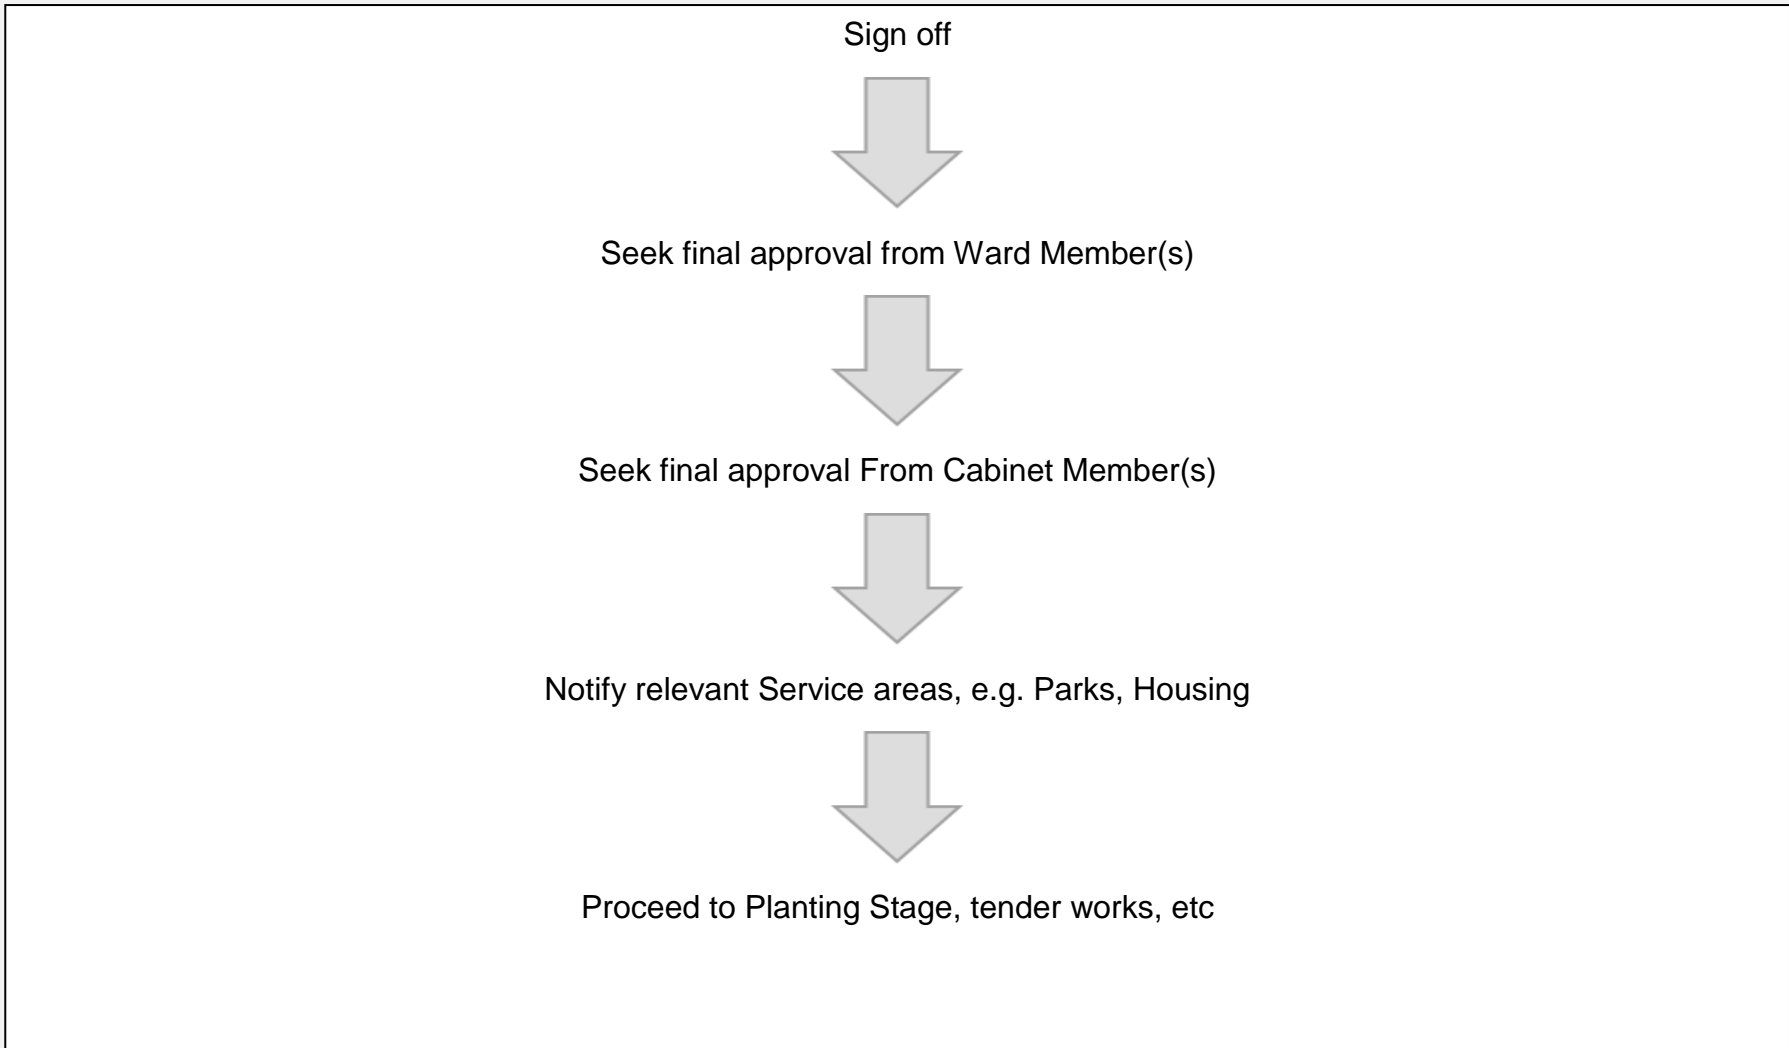 Sign off
Seek final approval from Ward Member(s)
Seek final approval From Cabinet Member(s)
Notify relevant Service areas, e.g. Parks, Housing
Proceed to Planting Stage, tender works, etc